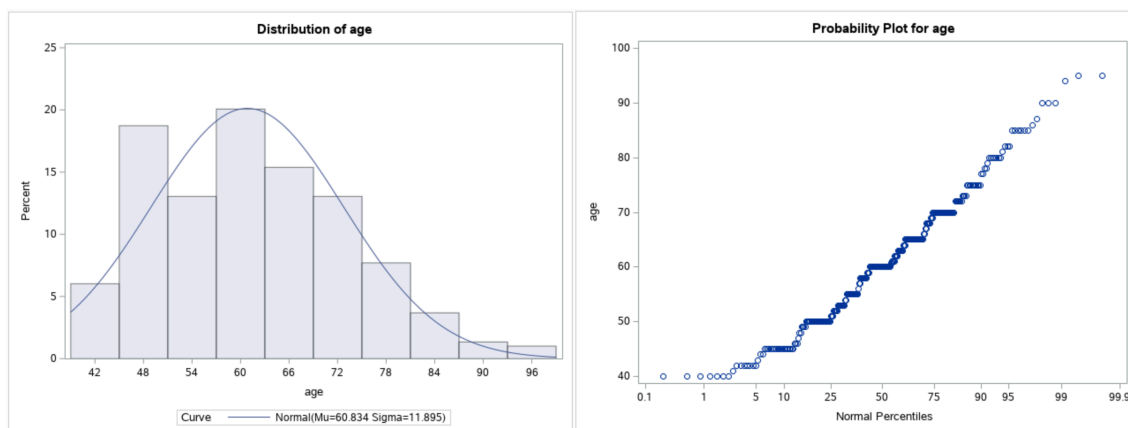 Distribution of age
25
20
15
10
5
0
Percent
42 48 54 60 66 72 78 84 90 96
age
Curve Normal(Mu=60.834 Sigma=11.895)
Probability Plot for age
100
90
80
70
60
50
40
age
0.1 1 5 10 25 50 75 90 95 99 99.9
Normal Percentiles